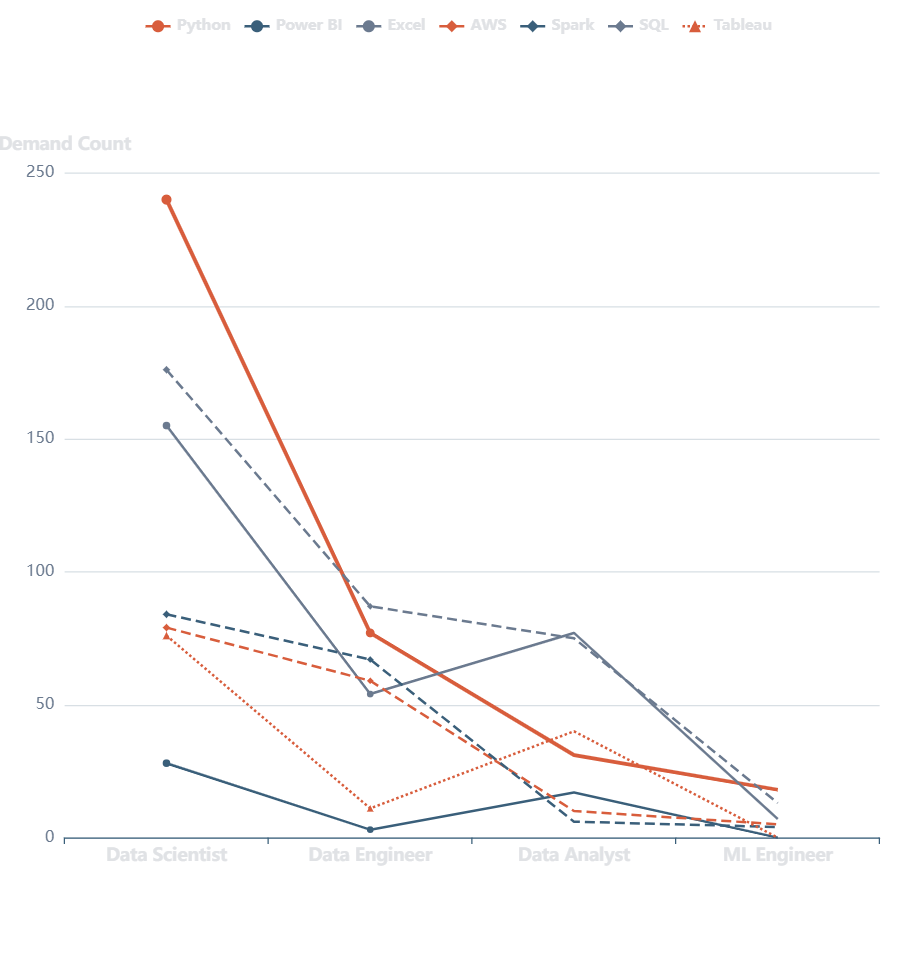 Python Power BI Excel AWS Spark SQL Tableau
Demand Count
250
200
150
100
50
0
Data Scientist Data Engineer Data Analyst ML Engineer